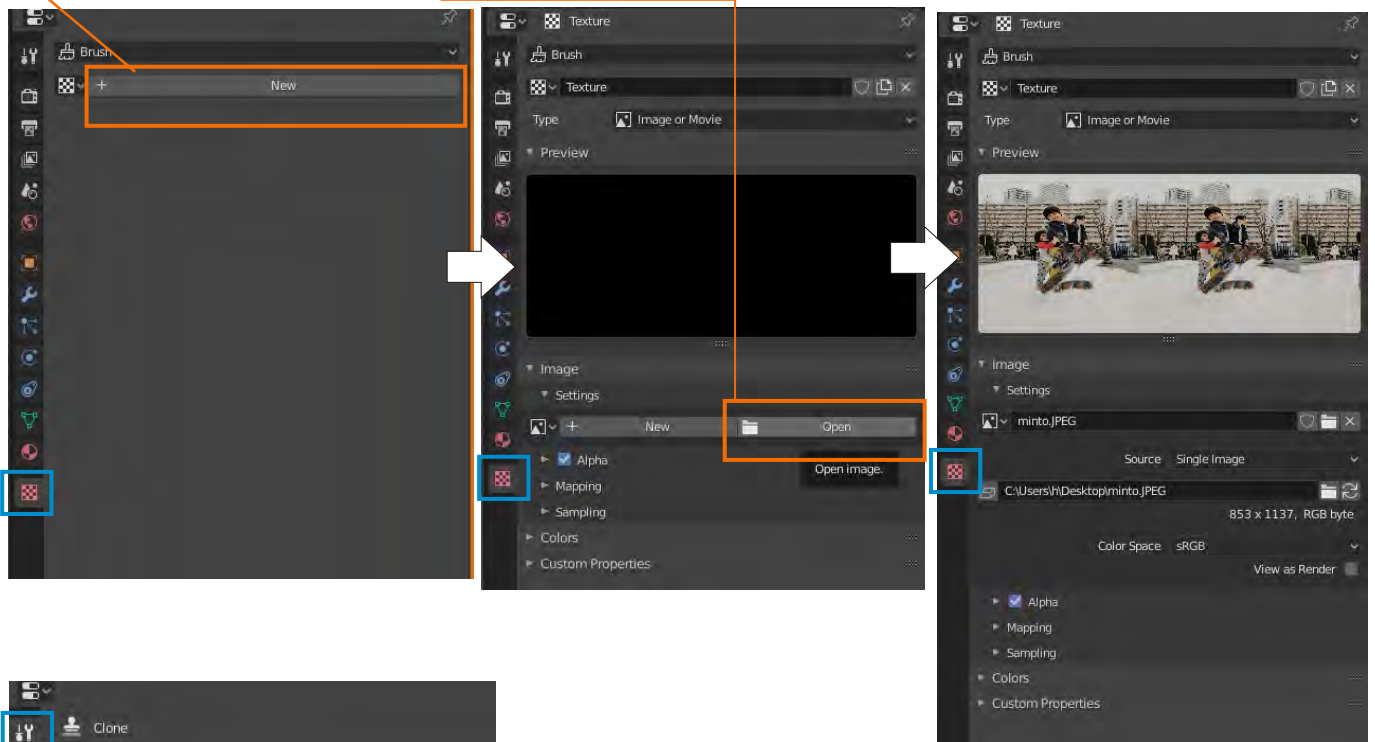 Brush
+ New
Texture
Brush
Texture
Type Image or Movie
Preview
Image
Settings
+ New Open
Alpha
Open image.
Mapping
Sampling
Colors
Custom Properties
Texture
Brush
Texture
Type Image or Movie
Preview
Image
Settings
minto.JPEG
Source Single Image
C:\Users\h\Desktop\minto.JPEG
853 x 1137, RGB byte
Color Space sRGB
View as Render
Alpha
Mapping
Sampling
Colors
Custom Properties
Clone